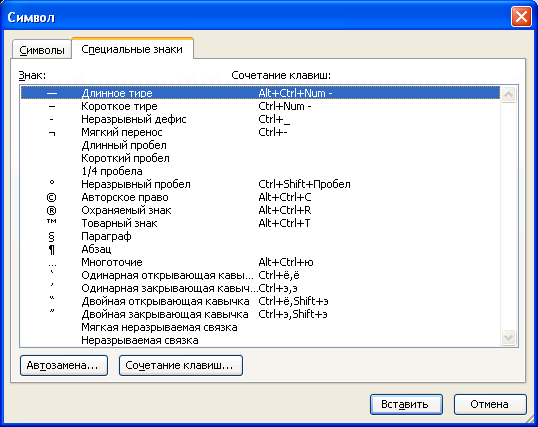 Символ
Символы Специальные знаки
Знак: Сочетание клавиш:
— Длинное тире Alt+Ctrl+Num -
– Короткое тире Ctrl+Num -
- Неразрывный дефис Ctrl+_
¬ Мягкий перенос Ctrl+-
Длинный пробел
Короткий пробел
1/4 пробела
° Неразрывный пробел Ctrl+Shift+Пробел
© Авторское право Alt+Ctrl+C
® Охраняемый знак Alt+Ctrl+R
™ Товарный знак Alt+Ctrl+T
§ Параграф
¶ Абзац
… Многоточие Alt+Ctrl+ю
‘ Одинарная открывающая кавы... Ctrl+ё,ё
’ Одинарная закрывающая кавы... Ctrl+э,э
“ Двойная открывающая кавычка Ctrl+ё,Shift+э
” Двойная закрывающая кавычка Ctrl+э,Shift+э
Мягкая неразрываемая связка
Неразрываемая связка
Автозамена... Сочетание клавиш...
Вставить Отмена